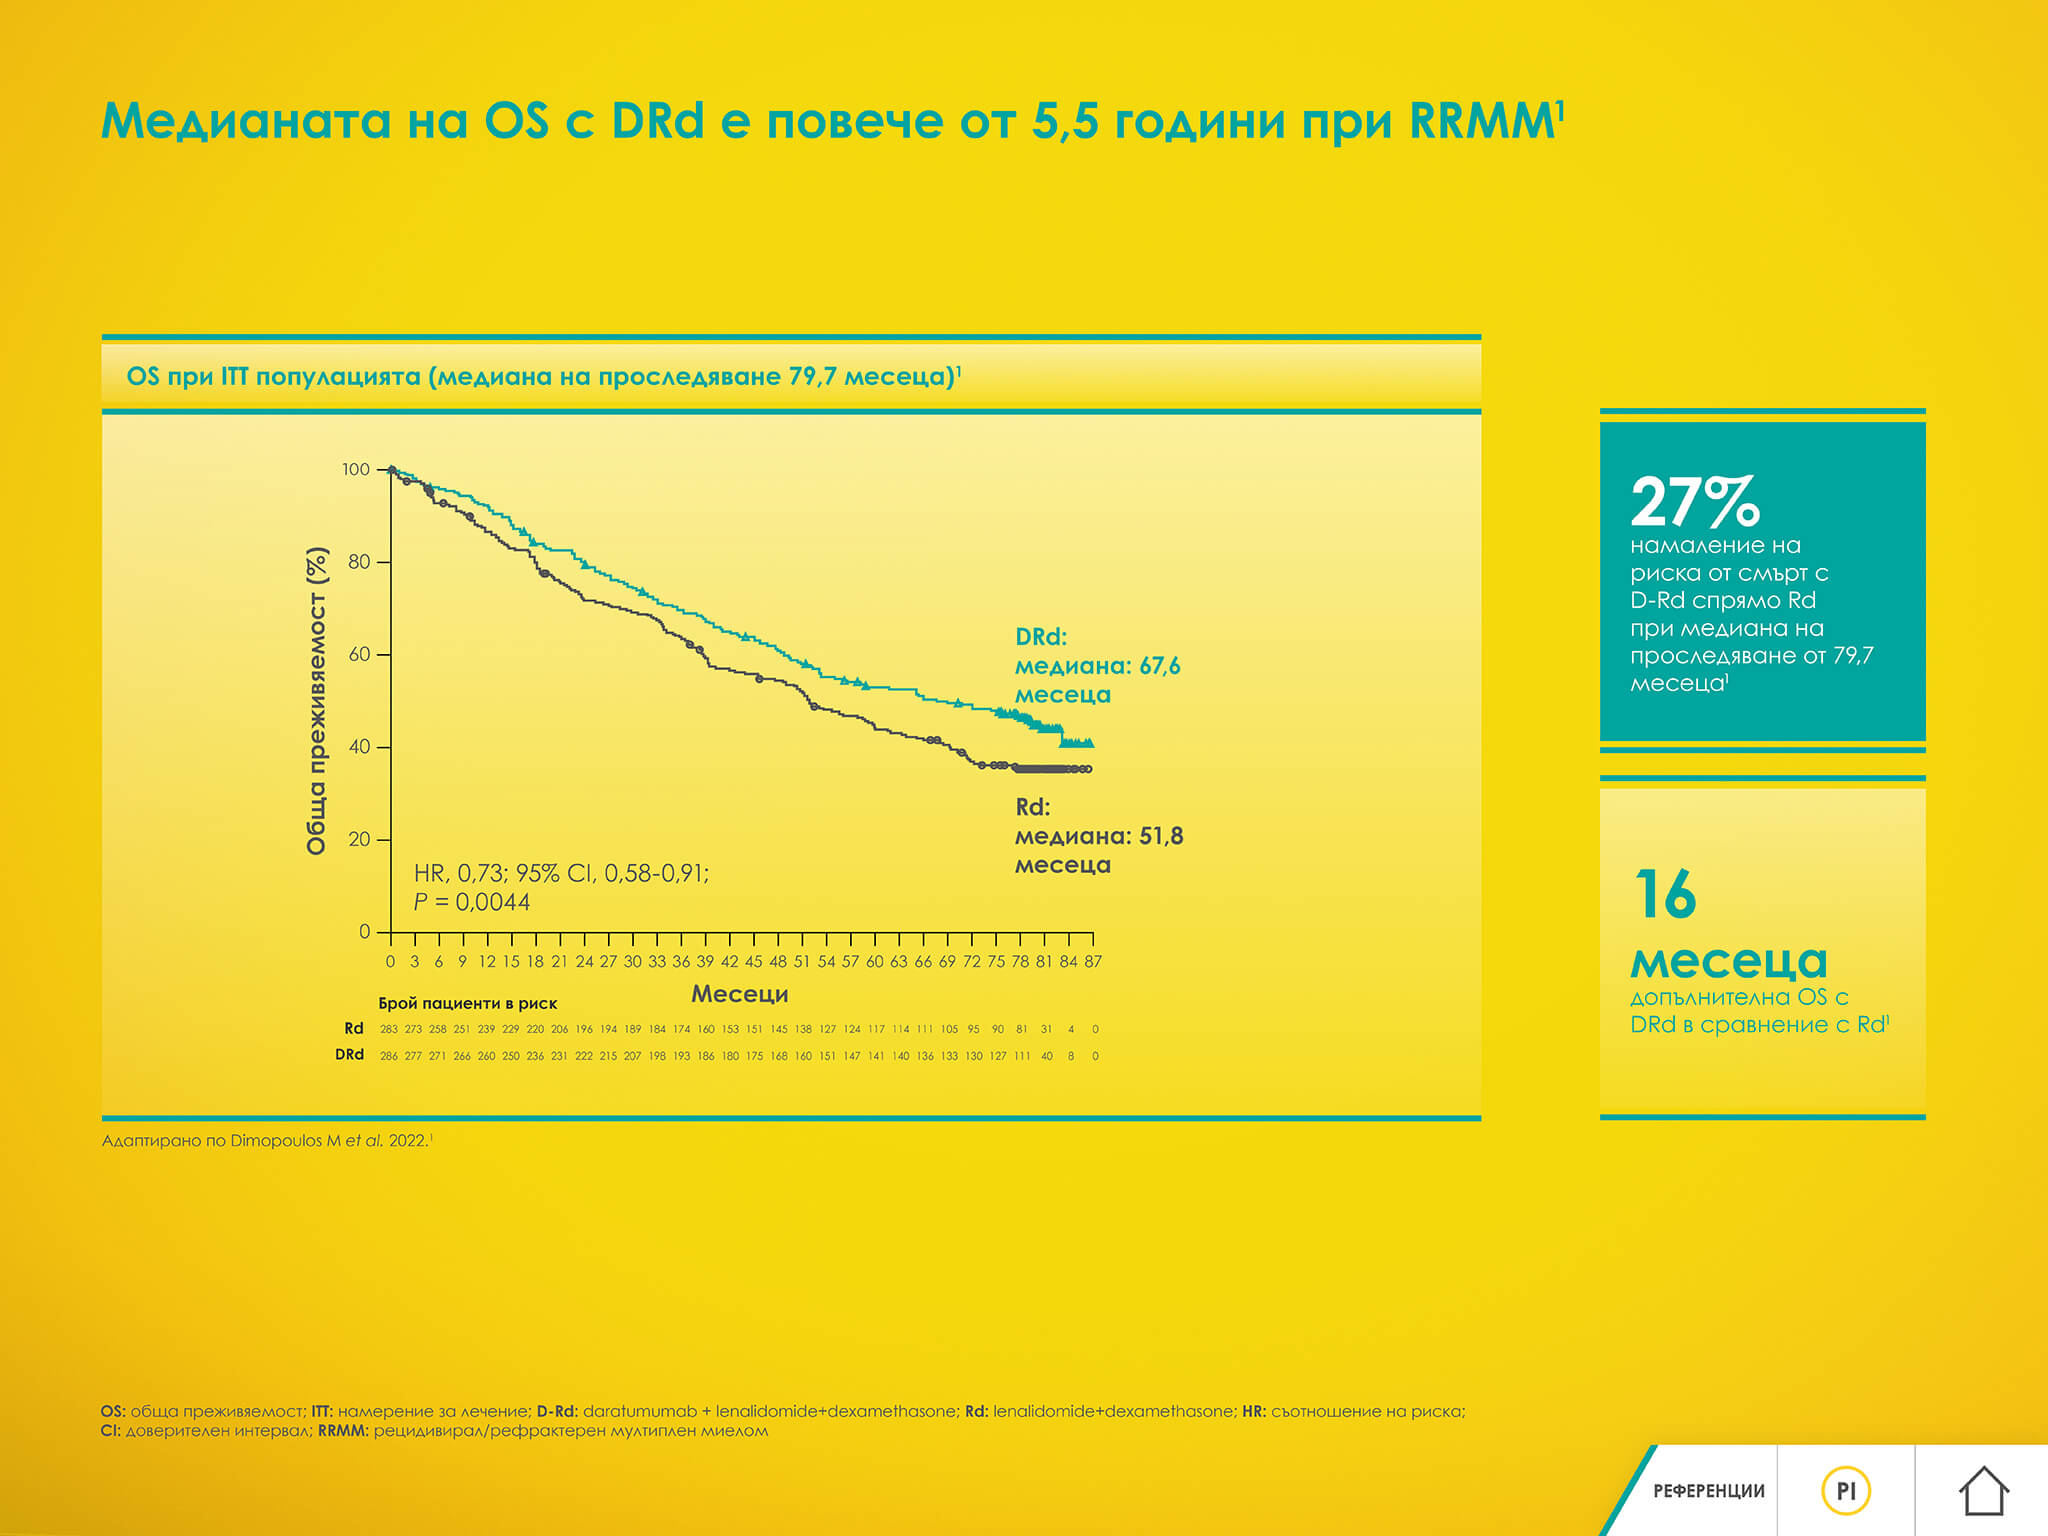 Медианата на OS с DRd е повече от 5,5 години при RRMM¹
OS при ITT популацията (медиана на проследяване 79,7 месеца)¹
Обща преживяемост (%)
100
80
60
40
20
0
DRd:
медиана: 67,6
месеца
Rd:
медиана: 51,8
месеца
HR, 0,73; 95% CI, 0,58-0,91;
P = 0,0044
0 3 6 9 12 15 18 21 24 27 30 33 36 39 42 45 48 51 54 57 60 63 66 69 72 75 78 81 84 87
Месеци
Брой пациенти в риск
Rd 283 273 258 251 239 229 220 206 196 194 189 184 174 160 153 151 145 138 127 124 117 114 111 105 95 90 81 31 4 0
DRd 286 277 271 266 260 250 236 231 222 215 207 198 193 186 180 175 168 160 151 147 141 140 136 133 130 127 111 40 8 0
Адаптирано по Dimopoulos M et al. 2022.¹
27%
намаление на
риска от смърт с
D-Rd спрямо Rd
при медиана на
проследяване от 79,7
месеца¹
16
месеца
допълнителна OS с
DRd в сравнение с Rd¹
OS: обща преживяемост; ITT: намерение за лечение; D-Rd: daratumumab + lenalidomide+dexamethasone; Rd: lenalidomide+dexamethasone; HR: съотношение на риска;
CI: доверителен интервал; RRMM: рецидивирал/рефрактерен мултиплен миелом
РЕФЕРЕНЦИИ
PI